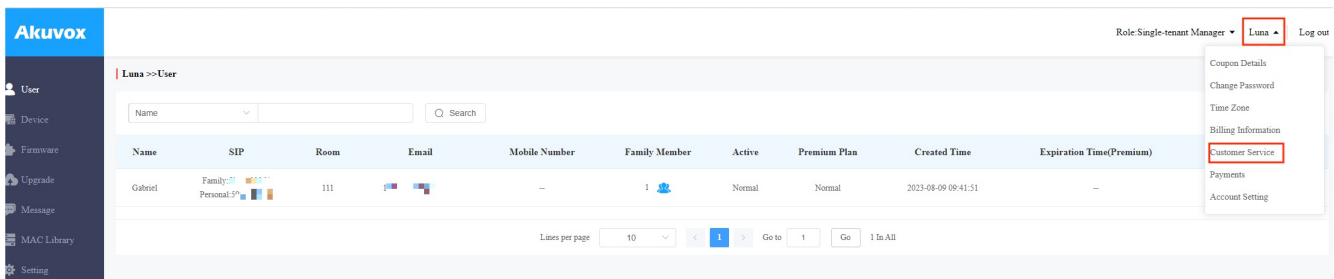 Akuvox
Role:Single-tenant Manager Luna Log out
Luna >>User
Coupon Details
Change Password
Time Zone
Billing Information
Customer Service
Payments
Account Setting
User
Device
Firmware
Upgrade
Message
MAC Library
Setting
Name Search
Name SIP Room Email Mobile Number Family Member Active Premium Plan Created Time Expiration Time(Premium)
Gabriel Family: 111 -- 1 Normal Normal 2023-08-09 09:41:51 --
Personal:
Lines per page 10 < 1 > Go to 1 Go 1 In All